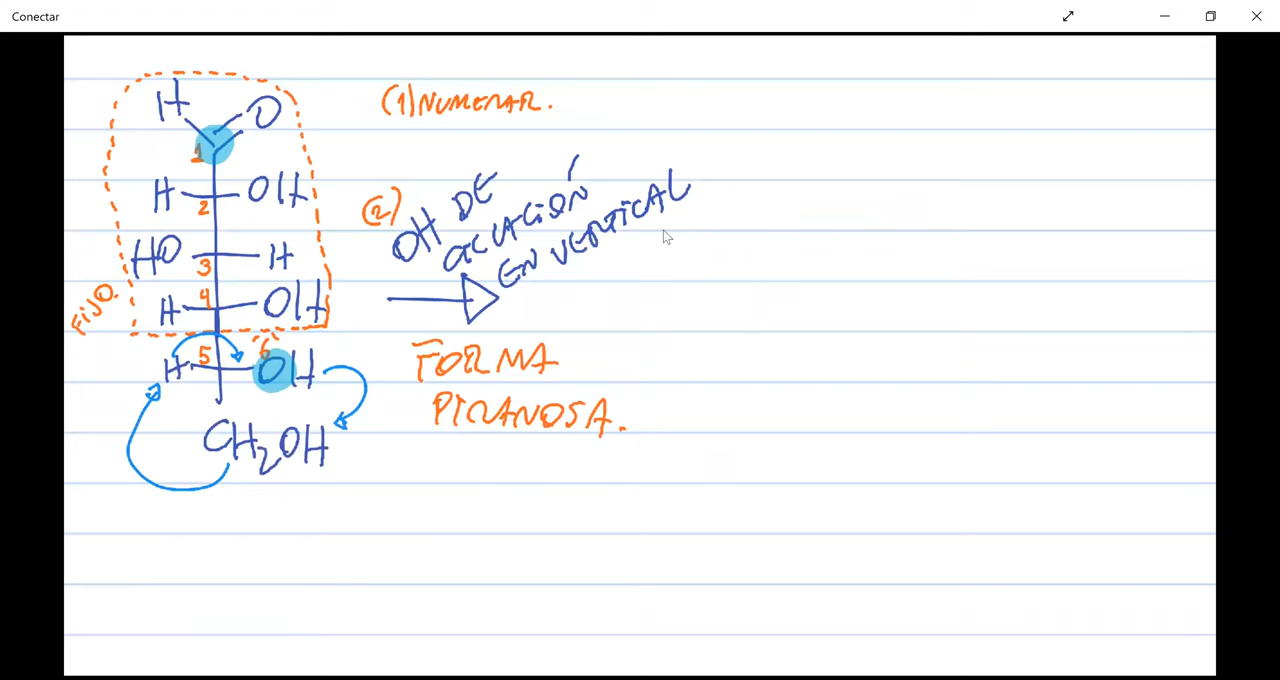 Conectar
H O
(1) NUMERAR.
1
H OH
2
(2) OH DE
CICLACIÓN
EN VERTICAL
HO H
3
4
H OH
FIJO.
5 6
H OH
FORMA
PIRANOSA.
CH2OH